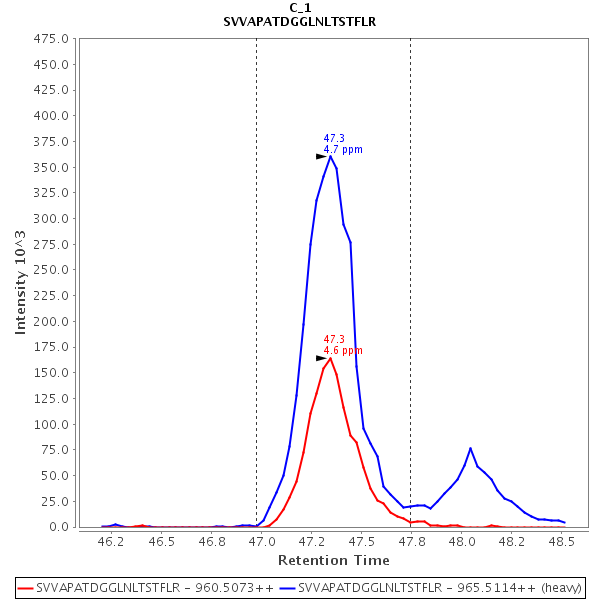 C_1
SVVAPATDGGLNLTSTFLR
475.0
450.0
425.0
400.0
375.0
350.0
325.0
300.0
275.0
250.0
225.0
200.0
175.0
150.0
125.0
100.0
75.0
50.0
25.0
0.0
Intensity 10^3
47.3
4.7 ppm
47.3
4.6 ppm
46.2 46.5 46.8 47.0 47.2 47.5 47.8 48.0 48.2 48.5
Retention Time
SVVAPATDGGLNLTSTFLR - 960.5073++ SVVAPATDGGLNLTSTFLR - 965.5114++ (heavy)